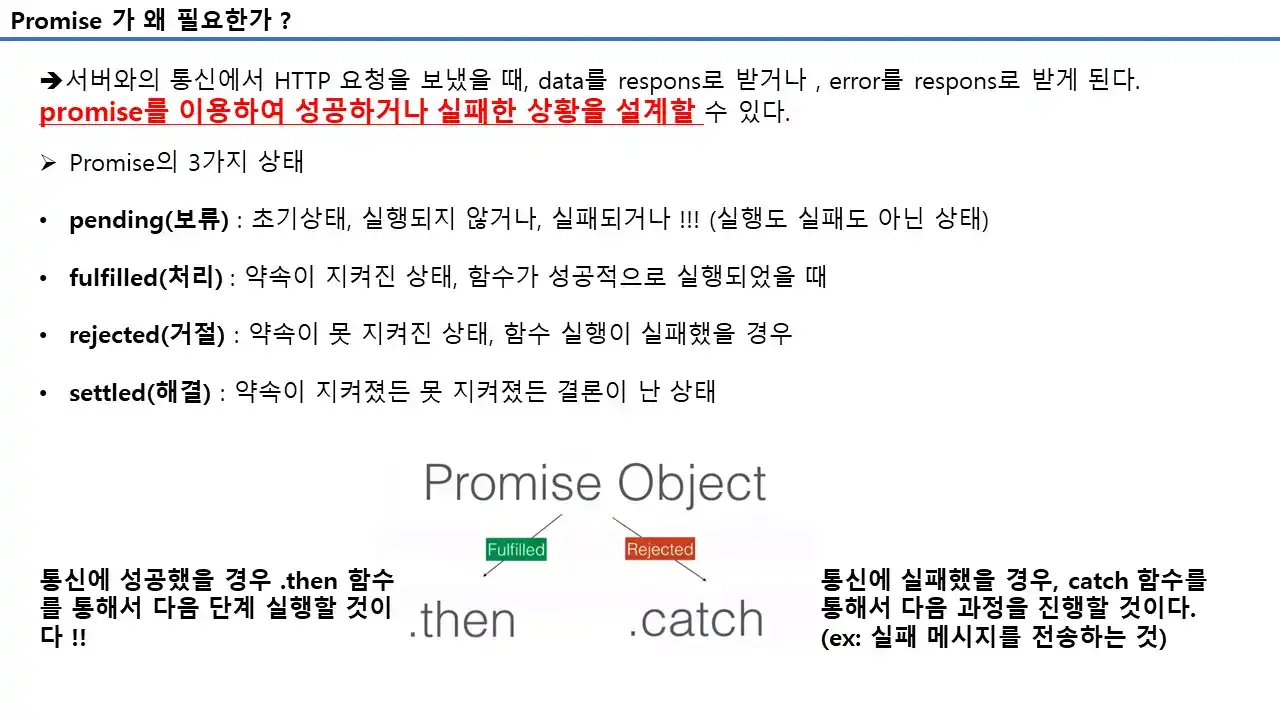 Promise 가 왜 필요한가 ?
➔서버와의 통신에서 HTTP 요청을 보냈을 때, data를 respons로 받거나 , error를 respons로 받게 된다.
promise를 이용하여 성공하거나 실패한 상황을 설계할 수 있다.
➢ Promise의 3가지 상태
• pending(보류) : 초기상태, 실행되지 않거나, 실패되거나 !!! (실행도 실패도 아닌 상태)
• fulfilled(처리) : 약속이 지켜진 상태, 함수가 성공적으로 실행되었을 때
• rejected(거절) : 약속이 못 지켜진 상태, 함수 실행이 실패했을 경우
• settled(해결) : 약속이 지켜졌든 못 지켜졌든 결론이 난 상태
Promise Object
Fulfilled
Rejected
통신에 성공했을 경우 .then 함수
를 통해서 다음 단계 실행할 것이
다 !!
.then
.catch
통신에 실패했을 경우, catch 함수를
통해서 다음 과정을 진행할 것이다.
(ex: 실패 메시지를 전송하는 것)